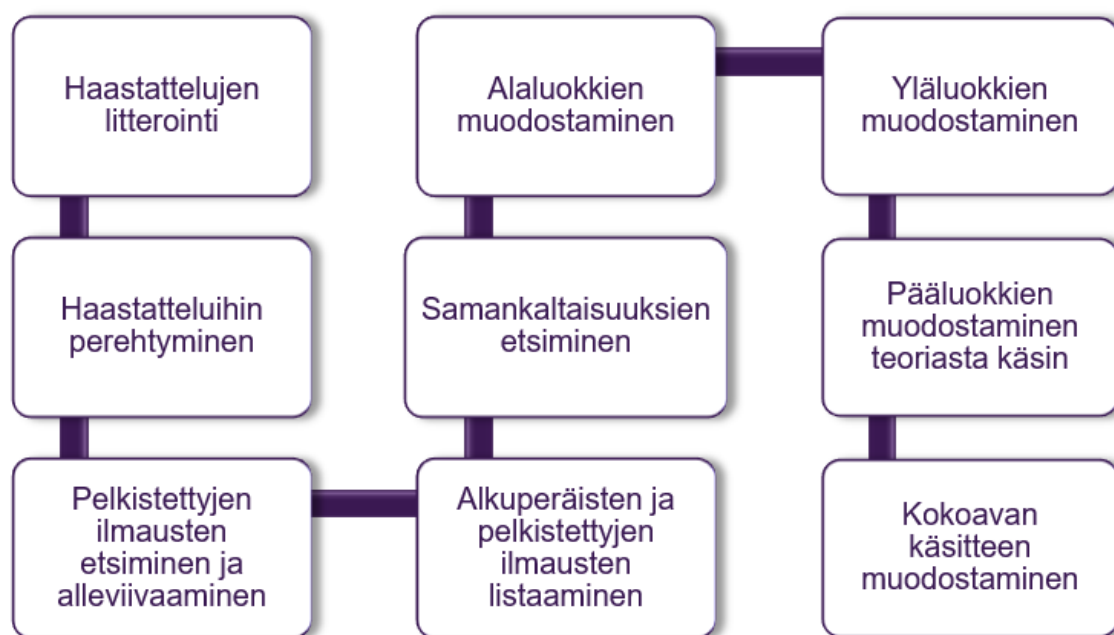 Haastattelujen
litterointi
Haastatteluihin
perehtyminen
Pelkistettyjen
ilmausten
etsiminen ja
alleviivaaminen
Alkuperäisten ja
pelkistettyjen
ilmausten
listaaminen
Samankaltaisuuksien
etsiminen
Alaluokkien
muodostaminen
Yläluokkien
muodostaminen
Pääluokkien
muodostaminen
teoriasta käsin
Kokoavan
käsitteen
muodostaminen